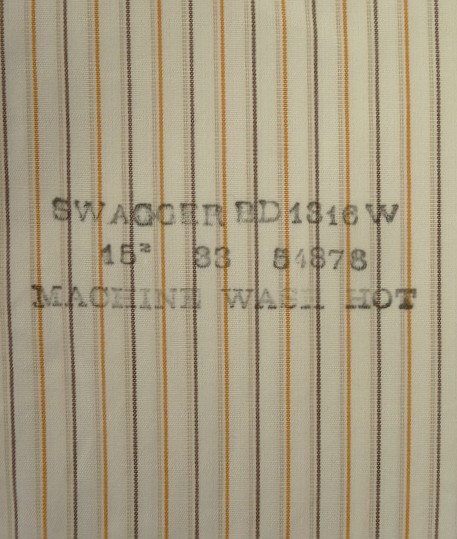 SWAGGER BD 1316 W
15² 33 54878
MACHINE WASH HOT